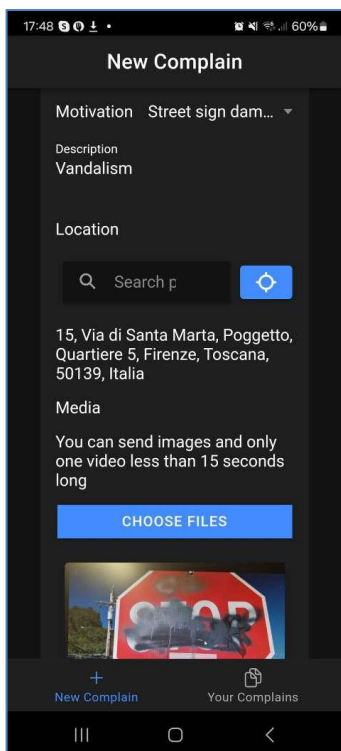 17:48 60%
New Complain
Motivation Street sign dam...
Description
Vandalism
Location
Search p
15, Via di Santa Marta, Poggetto,
Quartiere 5, Firenze, Toscana,
50139, Italia
Media
You can send images and only
one video less than 15 seconds
long
CHOOSE FILES
STOP
New Complain Your Complains